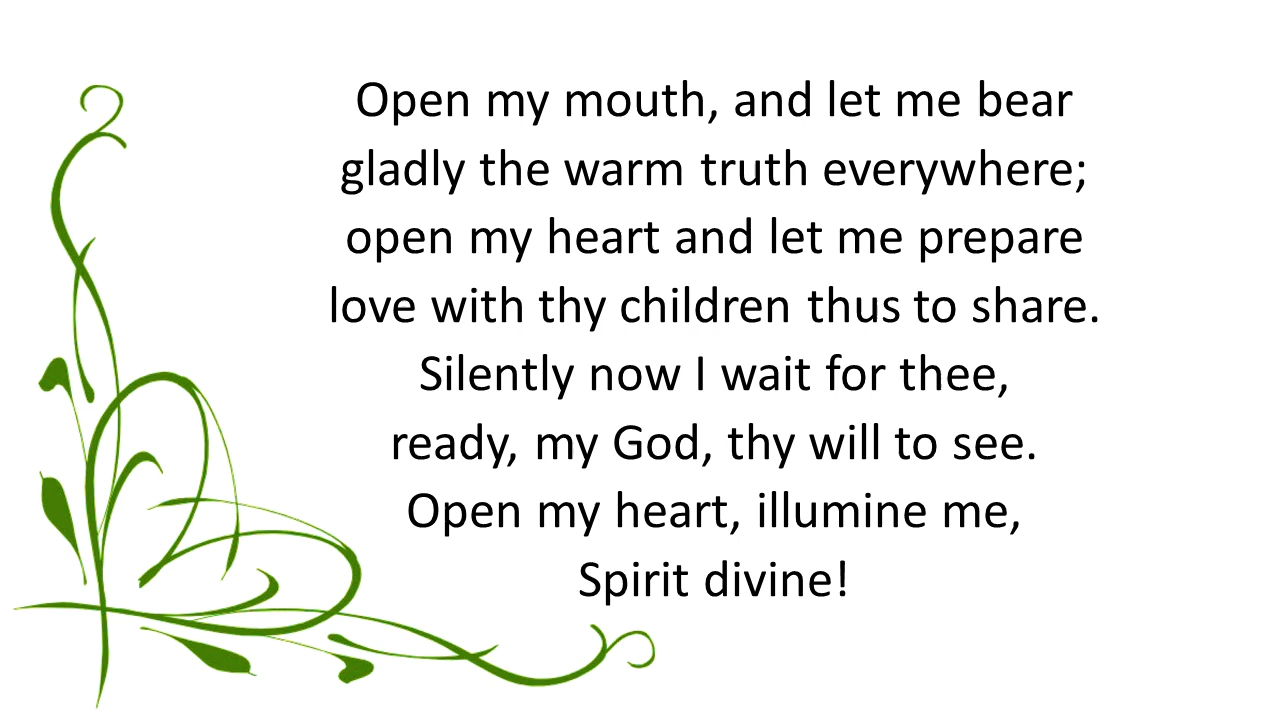 Open my mouth, and let me bear
gladly the warm truth everywhere;
open my heart and let me prepare
love with thy children thus to share.
Silently now I wait for thee,
ready, my God, thy will to see.
Open my heart, illumine me,
Spirit divine!